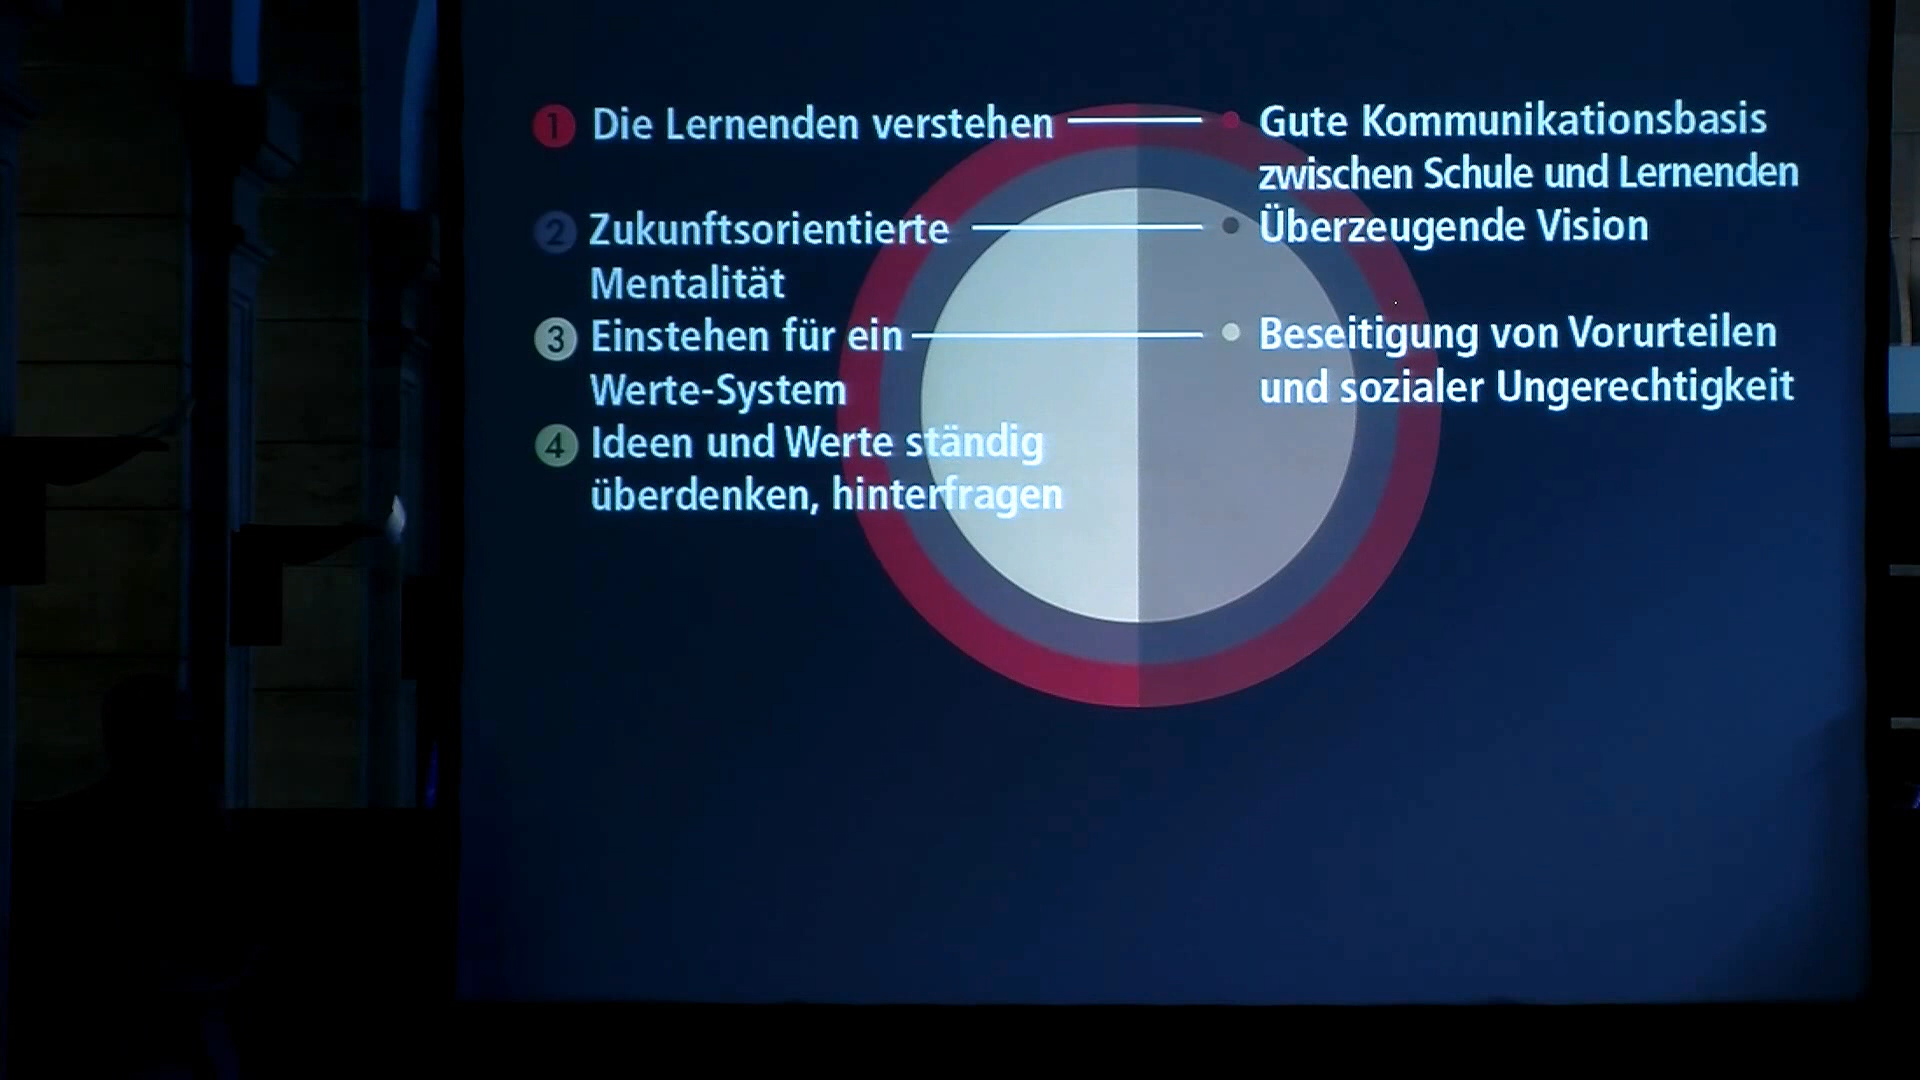 1 Die Lernenden verstehen
Gute Kommunikationsbasis
zwischen Schule und Lernenden
2 Zukunftsorientierte
Mentalität
Überzeugende Vision
3 Einstehen für ein
Werte-System
Beseitigung von Vorurteilen
und sozialer Ungerechtigkeit
4 Ideen und Werte ständig
überdenken, hinterfragen